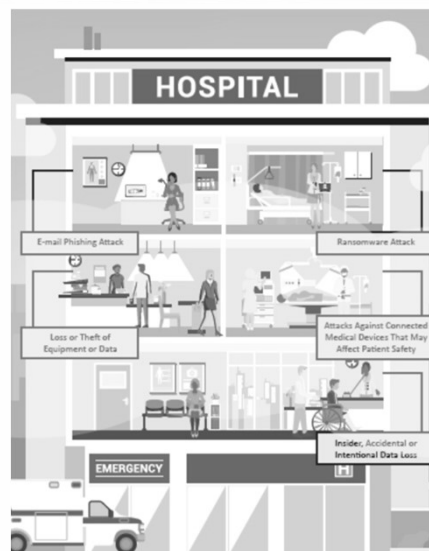 HOSPITAL
E-mail Phishing Attack
Ransomware Attack
Loss or Theft of
Equipment or Data
Attacks Against Connected
Medical Devices That May
Affect Patient Safety
Insider, Accidental or
Intentional Data Loss
EMERGENCY
H